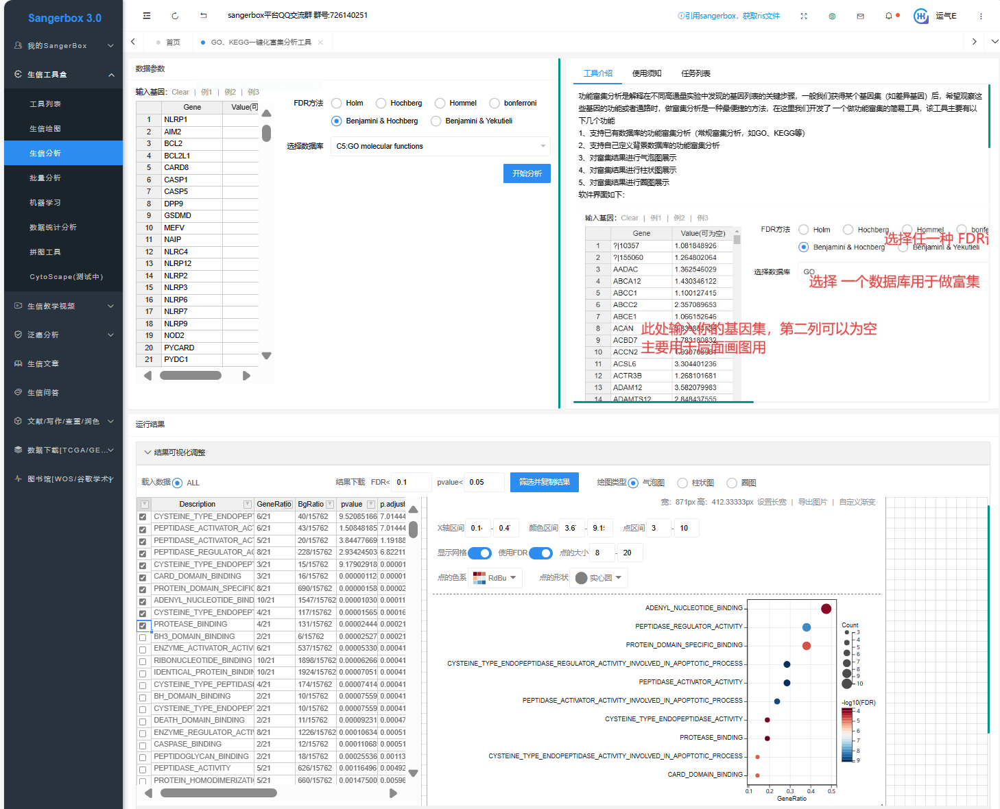 Sangerbox 3.0
sangerbox平台QQ交流群 群号:726140251
引用sangerbox，获取ris文件
运气E
首页
GO、KEGG一键化富集分析工具
我的SangerBox
生信工具盒
工具列表
生信绘图
生信分析
批量分析
机器学习
数据统计分析
拼图工具
CytoScape(测试中)
生信教学视频
泛癌分析
生信文章
生信问答
文献/写作/查重/润色
数据下载[TCGA/GE...
图书馆[WOS/谷歌学术]
数据参数
输入基因： Clear | 例1 | 例2 | 例3
Gene Value(可
1 NLRP1
2 AIM2
3 BCL2
4 BCL2L1
5 CARD8
6 CASP1
7 CASP5
8 DPP9
9 GSDMD
10 MEFV
11 NAIP
12 NLRC4
13 NLRP12
14 NLRP2
15 NLRP3
16 NLRP6
17 NLRP7
18 NLRP9
19 NOD2
20 PYCARD
21 PYDC1
FDR方法 Holm Hochberg Hommel bonferroni
Benjamini & Hochberg Benjamini & Yekutieli
选择数据库 C5:GO molecular functions
开始分析
工具介绍 使用须知 任务列表
功能富集分析是解释在不同高通量实验中发现的基因列表的关键步骤，一般我们获得某个基因集（如差异基因）后，希望观察这
些基因的功能或者通路时，做富集分析是一种最便捷的方法，在这里我们开发了 一个做功能富集的简易工具，该工具主要有以
下几个功能
1、支持已有数据库的功能富集分析（常规富集分析，如GO、KEGG等）
2、支持自己定义背景数据库的功能富集分析
3、对富集结果进行气泡图展示
4、对富集结果进行柱状图展示
5、对富集结果进行圈图展示
软件界面如下：
输入基因： Clear | 例1 | 例2 | 例3
Gene Value(可为空)
1 ?|10357 1.081848926
2 ?|155060 1.264802064
3 AADAC 1.362546029
4 ABCA12 1.430346122
5 ABCC1 1.100127415
6 ABCC2 2.357089653
7 ABCE1 1.066152646
8 ACAN
9 ACBD7 1.783180832
10 ACCN2
11 ACSL6 3.304401236
12 ACTR3B 1.268101681
13 ADAM12 3.582079983
14 ADAMTS12 2.848437555
FDR方法 Holm Hochberg Hommel bonfe
Benjamini & Hochberg Benjamini & Yekutieli
选择任一种 FDR
选择数据库 GO
选择 一个数据库用于做富集
此处输入你的基因集，第二列可以为空
主要用于后面画图用
运行结果
结果可视化调整
载入数据 ALL 结果下载 FDR< 0.1 pvalue< 0.05 筛选并复制结果 绘图类型 气泡图 柱状图 圈图
Description GeneRatio BgRatio pvalue p.adjust
CYSTEINE_TYPE_ENDOPEPT 6/21 40/15762 9.52085166 7.01444
PEPTIDASE_ACTIVATOR_AC 6/21 43/15762 1.50848185 7.01444
PEPTIDASE_ACTIVATOR_AC 5/21 20/15762 3.84477669 1.19188
PEPTIDASE_REGULATOR_AC 8/21 228/15762 2.93424503 6.82211
CYSTEINE_TYPE_ENDOPEPT 3/21 15/15762 9.17902918 0.00001
CARD_DOMAIN_BINDING 3/21 16/15762 0.00000112 0.00001
PROTEIN_DOMAIN_SPECIFIC 8/21 690/15762 0.00000158 0.00002
ADENYL_NUCLEOTIDE_BIND 10/21 1547/15762 0.00001030 0.00011
CYSTEINE_TYPE_ENDOPEPT 4/21 117/15762 0.00001565 0.00016
PROTEASE_BINDING 4/21 131/15762 0.00002444 0.00021
BH3_DOMAIN_BINDING 2/21 6/15762 0.00002527 0.00021
ENZYME_ACTIVATOR_ACTIV 6/21 537/15762 0.00005330 0.00041
RIBONUCLEOTIDE_BINDING 10/21 1898/15762 0.00006266 0.00041
IDENTICAL_PROTEIN_BINDIN 10/21 1924/15762 0.00007051 0.00041
CYSTEINE_TYPE_PEPTIDASE 4/21 174/15762 0.00007414 0.00041
BH_DOMAIN_BINDING 2/21 10/15762 0.00007559 0.00041
CYSTEINE_TYPE_ENDOPEPT 2/21 10/15762 0.00007559 0.00041
DEATH_DOMAIN_BINDING 2/21 11/15762 0.00009231 0.00047
ENZYME_REGULATOR_ACTIV 8/21 1226/15762 0.00010634 0.00051
CASPASE_BINDING 2/21 12/15762 0.00011068 0.00051
PEPTIDOGLYCAN_BINDING 2/21 18/15762 0.00025536 0.00113
PEPTIDASE_ACTIVITY 5/21 626/15762 0.00116496 0.00492
PROTEIN_HOMODIMERIZATI 5/21 660/15762 0.00147500 0.00596
宽： 871px 高： 412.33333px 设置长宽 | 导出图片 | 自定义渐变
X轴区间 0.1 - 0.4 颜色区间 3.6 - 9.1 点区间 3 - 10
显示网格 使用FDR 点的大小 8 - 20
点的色系 RdBu 点的形状 实心圆
ADENYL_NUCLEOTIDE_BINDING
PEPTIDASE_REGULATOR_ACTIVITY
PROTEIN_DOMAIN_SPECIFIC_BINDING
CYSTEINE_TYPE_ENDOPEPTIDASE_REGULATOR_ACTIVITY_INVOLVED_IN_APOPTOTIC_PROCESS
PEPTIDASE_ACTIVATOR_ACTIVITY
PEPTIDASE_ACTIVATOR_ACTIVITY_INVOLVED_IN_APOPTOTIC_PROCESS
CYSTEINE_TYPE_ENDOPEPTIDASE_ACTIVITY
PROTEASE_BINDING
CYSTEINE_TYPE_ENDOPEPTIDASE_ACTIVITY_INVOLVED_IN_APOPTOTIC_PROCESS
CARD_DOMAIN_BINDING
0.1 0.2 0.3 0.4 0.5
GeneRatio
Count
3
4
5
6
7
8
9
10
-log10(FDR)
4
5
6
7
8
9